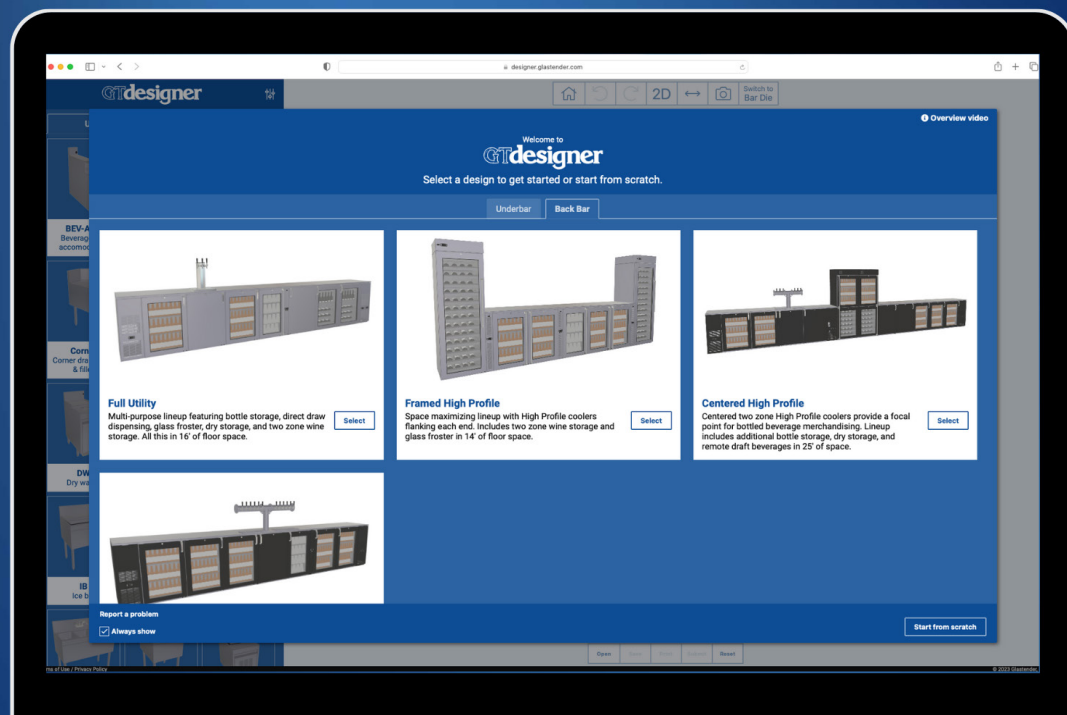 designer.glastender.com
GTdesigner
2D
Switch to
Bar Die
Overview video
Welcome to
GTdesigner
Select a design to get started or start from scratch.
Underbar
Back Bar
BEV-A
Beverag
accomod
Corn
Corner dra
& fille
DW
Dry wa
IB
Ice b
Full Utility
Multi-purpose lineup featuring bottle storage, direct draw
dispensing, glass froster, dry storage, and two zone wine
storage. All this in 16' of floor space.
Select
Framed High Profile
Space maximizing lineup with High Profile coolers
flanking each end. Includes two zone wine storage and
glass froster in 14' of floor space.
Select
Centered High Profile
Centered two zone High Profile coolers provide a focal
point for bottled beverage merchandising. Lineup
includes additional bottle storage, dry storage, and
remote draft beverages in 25' of space.
Select
Report a problem
Always show
Start from scratch
Open
Reset
ms of Use / Privacy Policy
© 2023 Glastender,